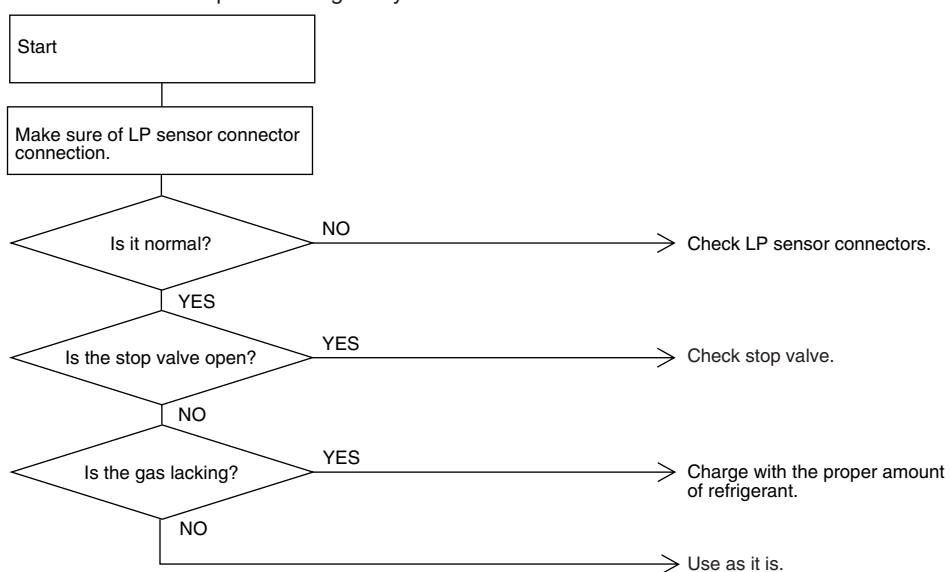 Start
Make sure of LP sensor connector
connection.
Is it normal?
NO
Check LP sensor connectors.
YES
Is the stop valve open?
YES
Check stop valve.
NO
Is the gas lacking?
YES
Charge with the proper amount
of refrigerant.
NO
Use as it is.